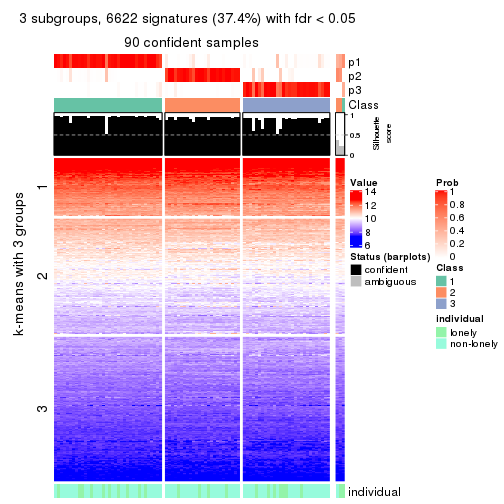 3 subgroups, 6622 signatures (37.4%) with fdr < 0.05
90 confident samples
p1
p2
p3
Class
1
0.5
0
Silhouette
score
k-means with 3 groups
1
2
3
individual
Value
14
12
10
8
6
Status (barplots)
confident
ambiguous
Prob
1
0.8
0.6
0.4
0.2
0
Class
1
2
3
individual
lonely
non-lonely